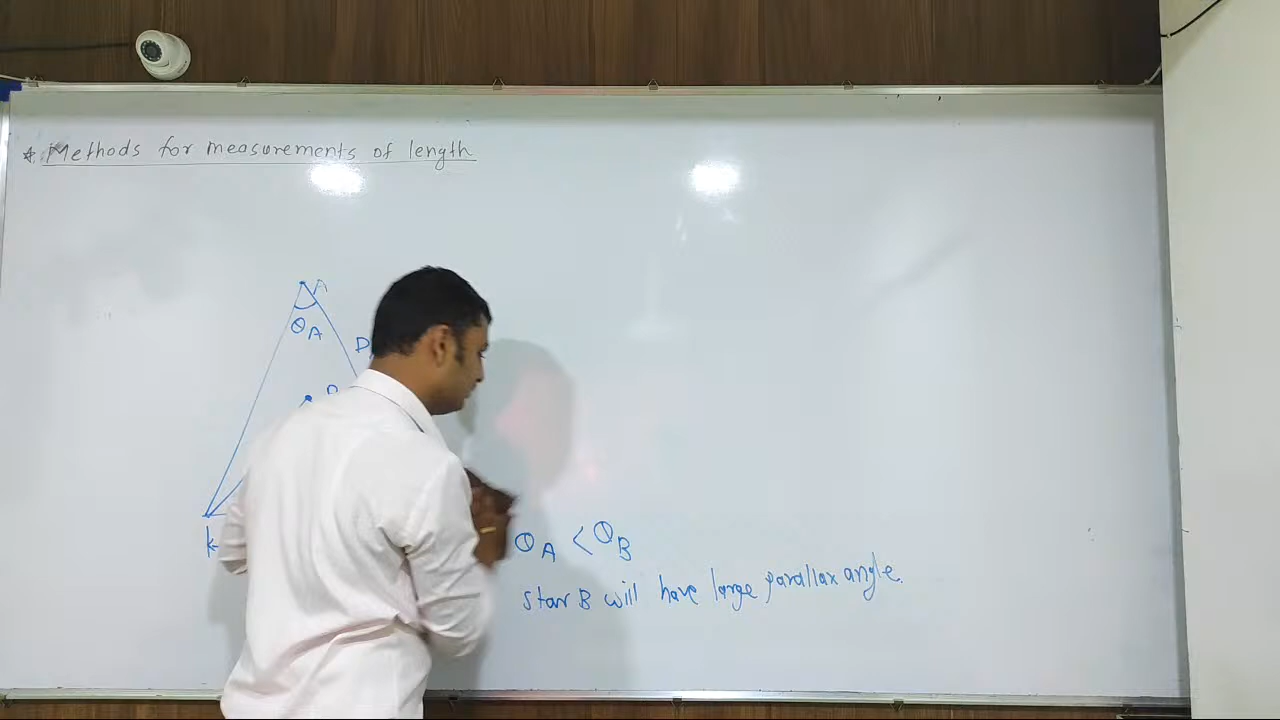 * Methods for measurements of length
A
θA
D
θA < θB
Star B will have large parallax angle.